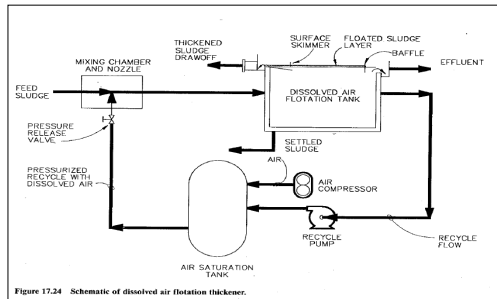 THICKENED
SLUDGE
DRAWOFF
SURFACE
SKIMMER
FLOATED SLUDGE
LAYER
BAFFLE
MIXING CHAMBER
AND NOZZLE
EFFLUENT
FEED
SLUDGE
DISSOLVED AIR
FLOTATION TANK
PRESSURE
RELEASE
VALVE
SETTLED
SLUDGE
AIR
PRESSURIZED
RECYCLE WITH
DISSOLVED AIR
AIR
COMPRESSOR
RECYCLE
PUMP
RECYCLE
FLOW
AIR SATURATION
TANK
Figure 17.24 Schematic of dissolved air flotation thickener.